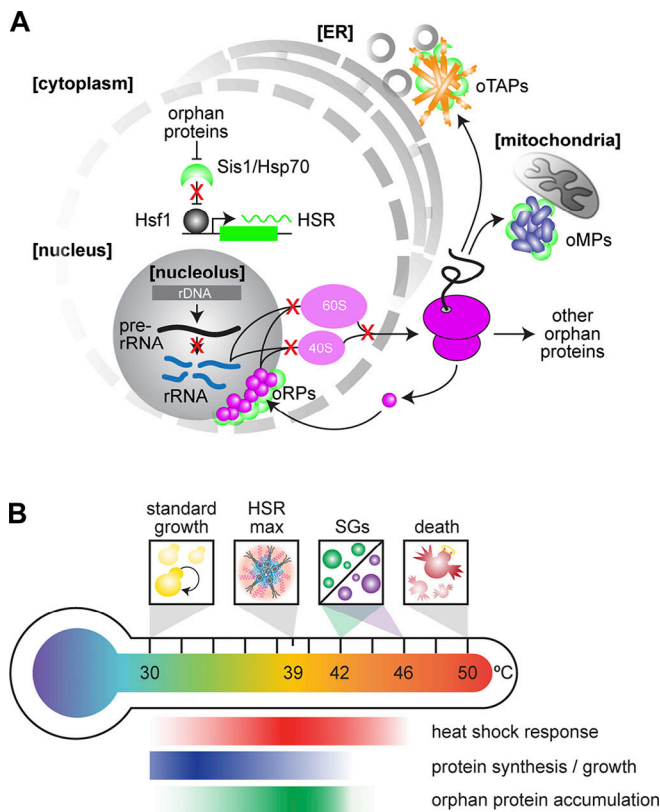 A
[ER]
[cytoplasm]
oTAPs
orphan
proteins
[mitochondria]
Sis1/Hsp70
Hsf1
HSR
oMPs
[nucleus]
[nucleolus]
rDNA
60S
pre-
rRNA
40S
other
orphan
proteins
rRNA
oRPs
B
standard
growth
HSR
max
SGs
death
30 39 42 46 50 ºC
heat shock response
protein synthesis / growth
orphan protein accumulation